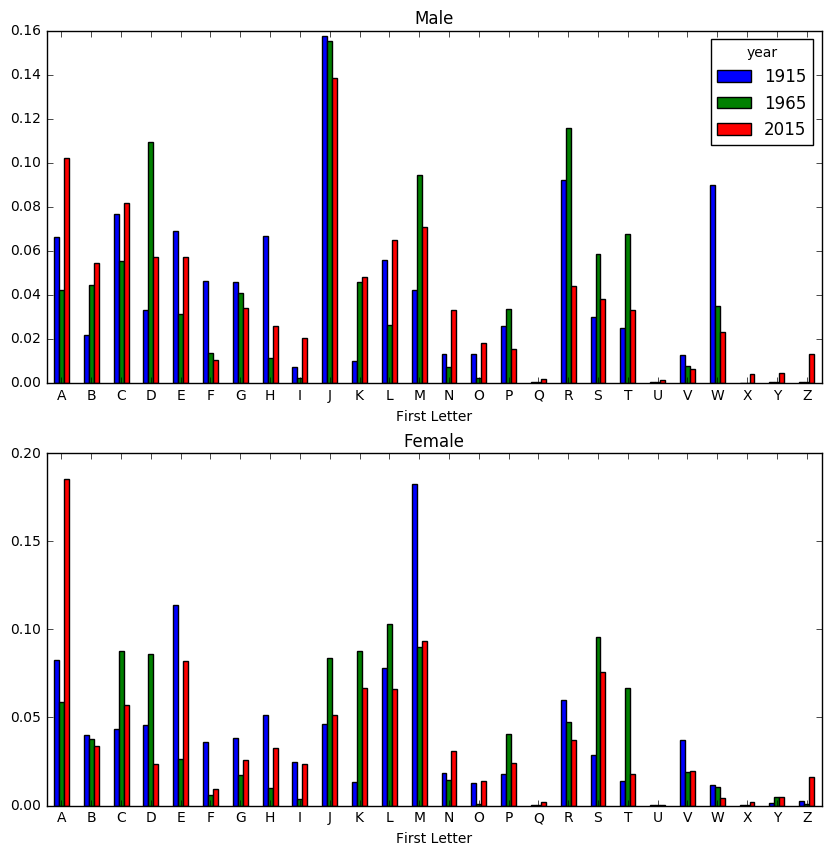 Male
0.16
0.14
0.12
0.10
0.08
0.06
0.04
0.02
0.00
year
1915
1965
2015
A B C D E F G H I J K L M N O P Q R S T U V W X Y Z
First Letter
Female
0.20
0.15
0.10
0.05
0.00
A B C D E F G H I J K L M N O P Q R S T U V W X Y Z
First Letter